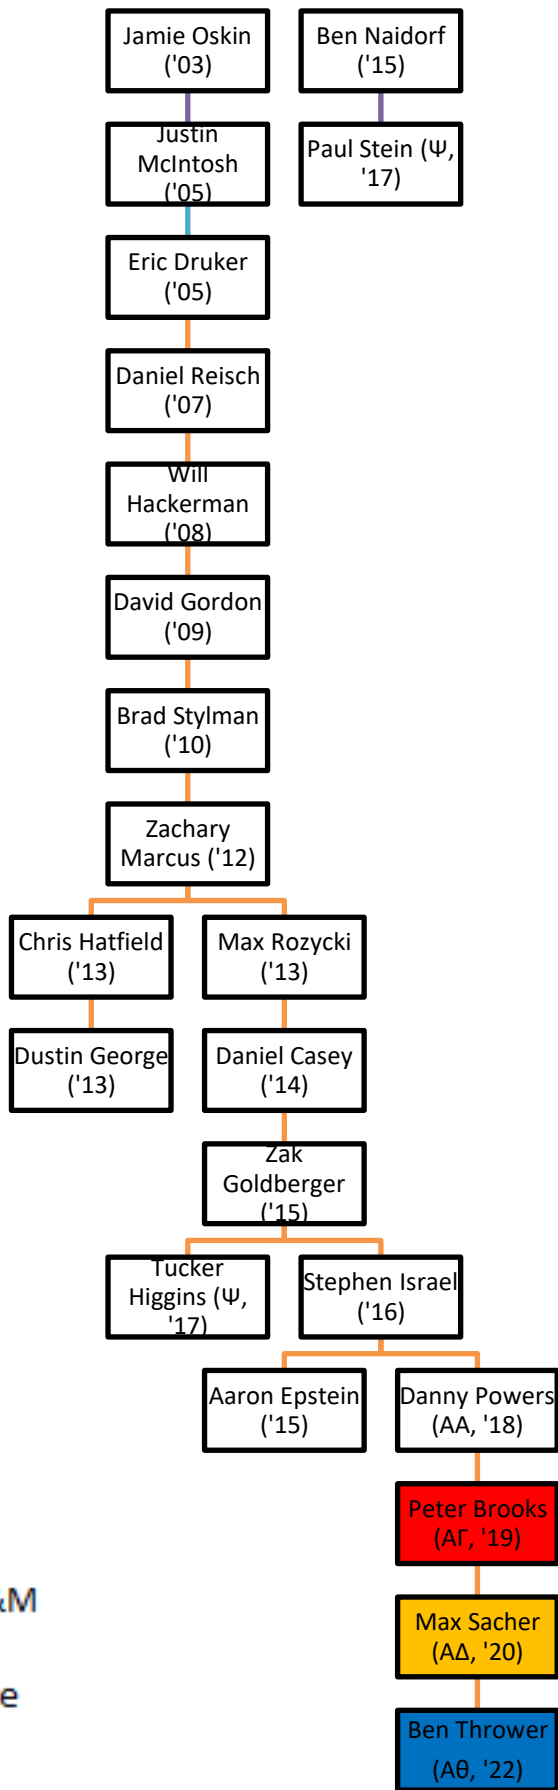 Jamie Oskin
('03)
Ben Naidorf
('15)
Justin
McIntosh
('05)
Paul Stein (Ψ,
'17)
Eric Druker
('05)
Daniel Reisch
('07)
Will
Hackerman
('08)
David Gordon
('09)
Brad Stylman
('10)
Zachary
Marcus ('12)
Chris Hatfield
('13)
Max Rozycki
('13)
Dustin George
('13)
Daniel Casey
('14)
Zak
Goldberger
('15)
Tucker
Higgins (Ψ,
'17)
Stephen Israel
('16)
Aaron Epstein
('15)
Danny Powers
(AA, '18)
Peter Brooks
(AΓ, '19)
&M
Max Sacher
(AΔ, '20)
e
Ben Thrower
(Aθ, '22)